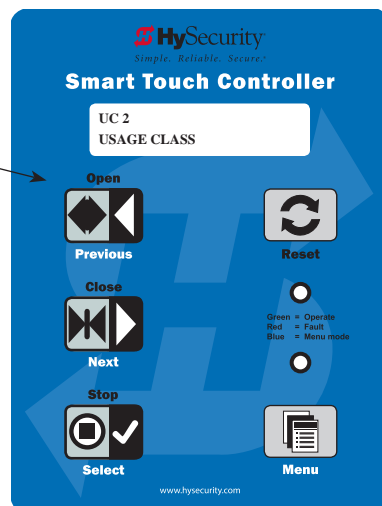 HySecurity
Simple. Reliable. Secure.®
Smart Touch Controller
UC 2
USAGE CLASS
Open
Previous
Reset
Close
Next
Green = Operate
Red = Fault
Blue = Menu mode
Stop
Select
Menu
www.hysecurity.com